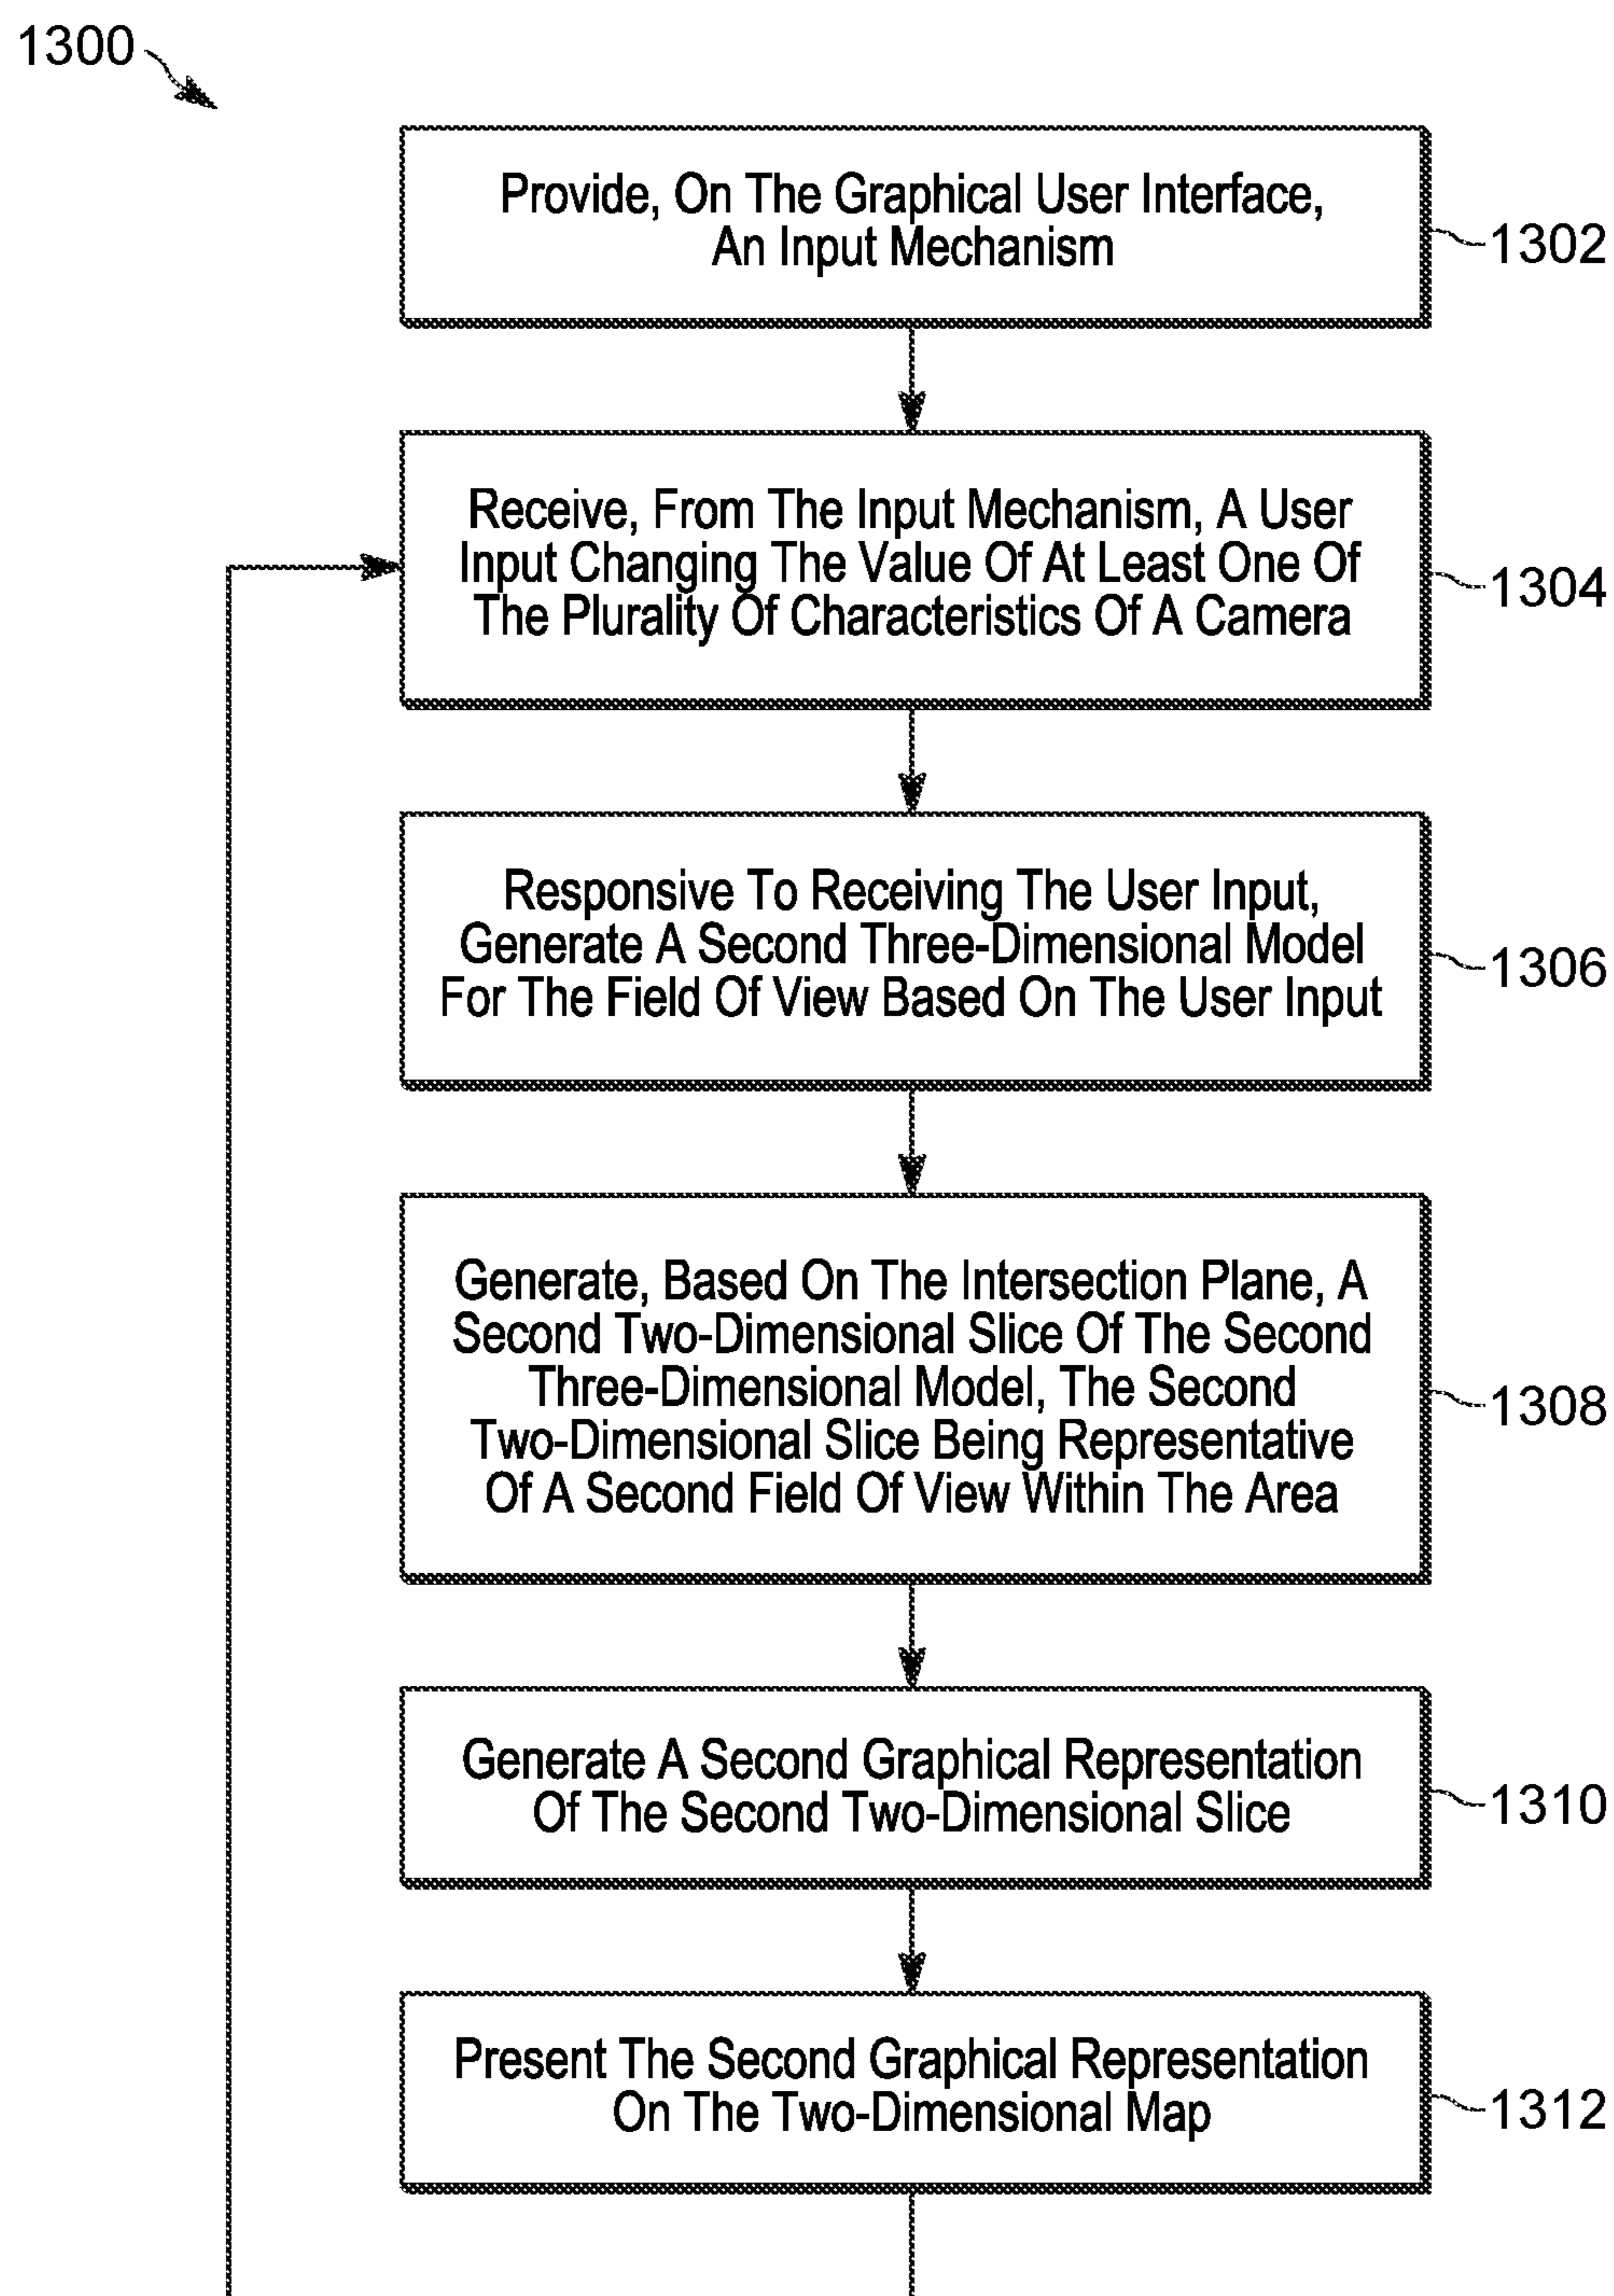 1300
Provide, On The Graphical User Interface,
An Input Mechanism
1302
Receive, From The Input Mechanism, A User
Input Changing The Value Of At Least One Of
The Plurality Of Characteristics Of A Camera
1304
Responsive To Receiving The User Input,
Generate A Second Three-Dimensional Model
For The Field Of View Based On The User Input
1306
Generate, Based On The Intersection Plane, A
Second Two-Dimensional Slice Of The Second
Three-Dimensional Model, The Second
Two-Dimensional Slice Being Representative
Of A Second Field Of View Within The Area
1308
Generate A Second Graphical Representation
Of The Second Two-Dimensional Slice
1310
Present The Second Graphical Representation
On The Two-Dimensional Map
1312